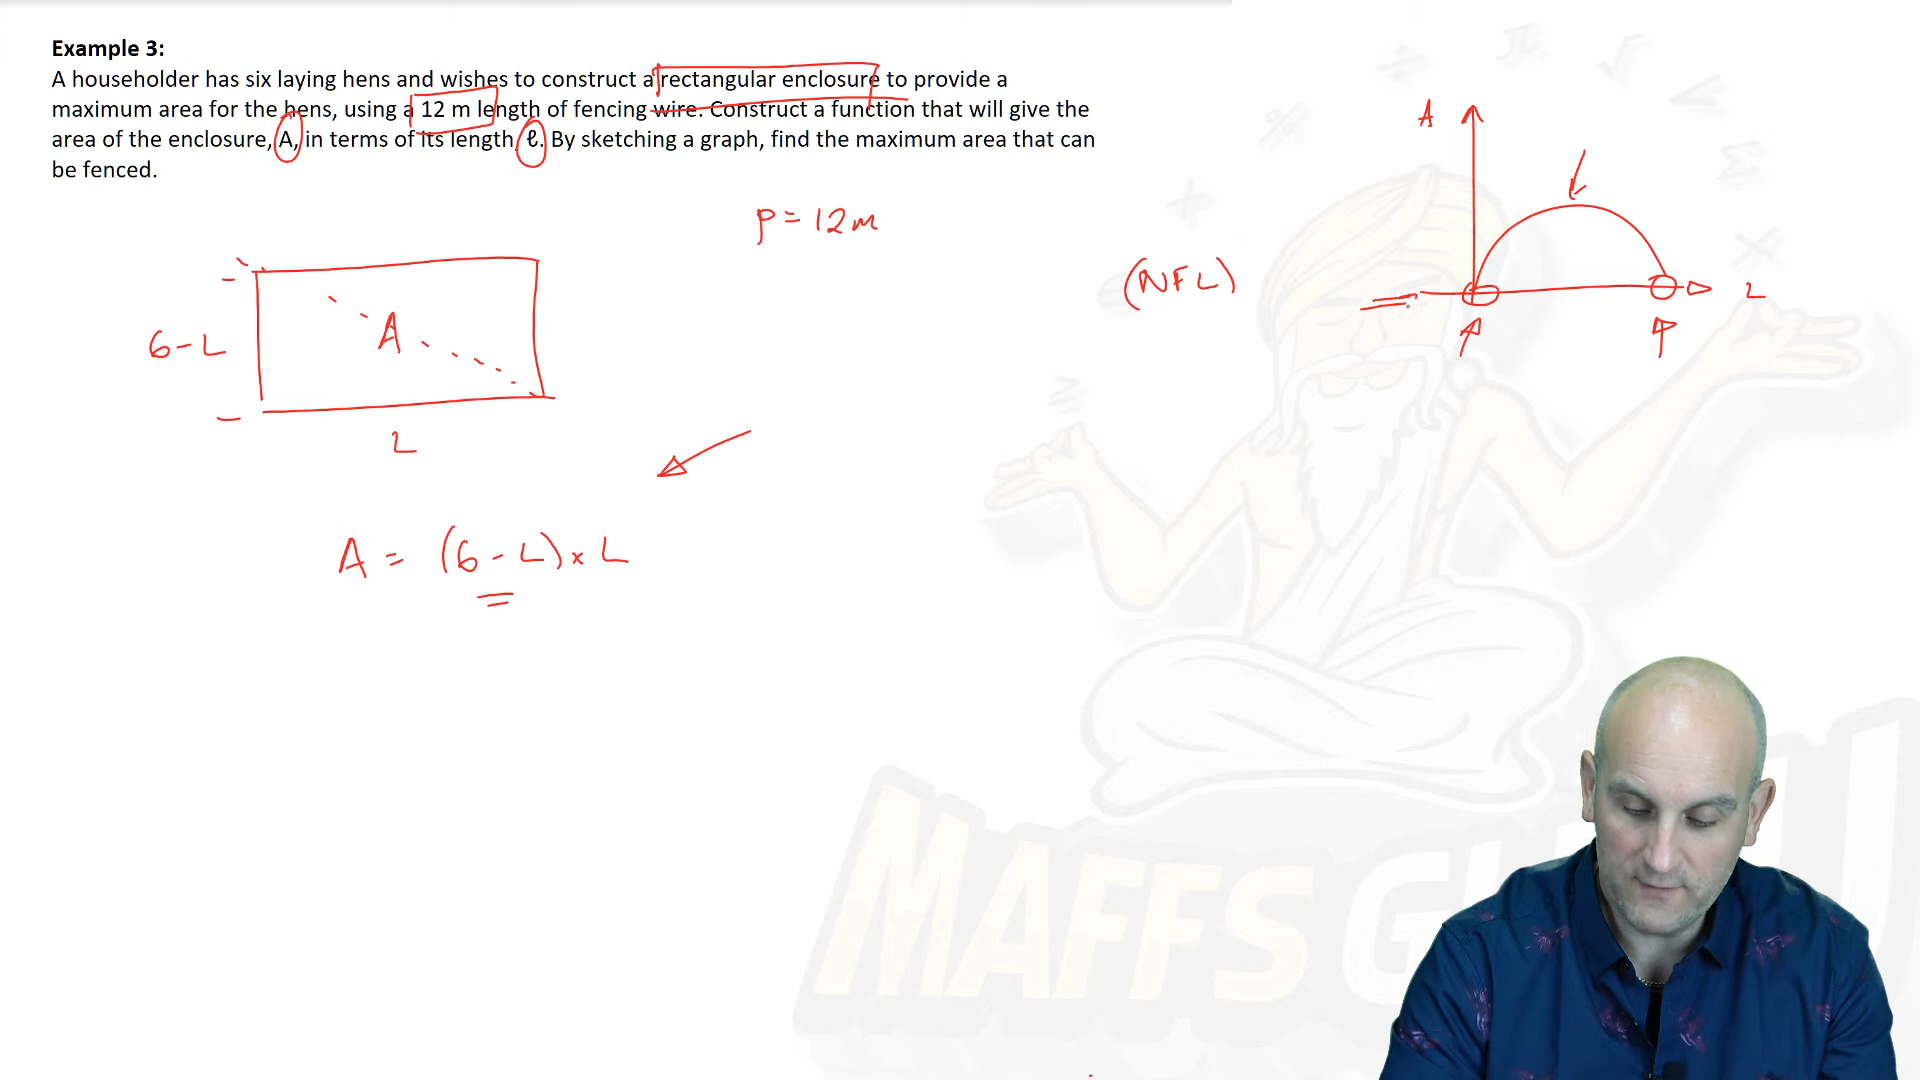 Example 3:
A householder has six laying hens and wishes to construct a rectangular enclosure to provide a
maximum area for the hens, using a 12 m length of fencing wire. Construct a function that will give the
area of the enclosure, A, in terms of its length ℓ. By sketching a graph, find the maximum area that can
be fenced.
P = 12m
A
(NFL)
L
6-L
A
L
A = (6-L)×L
MAFFS G